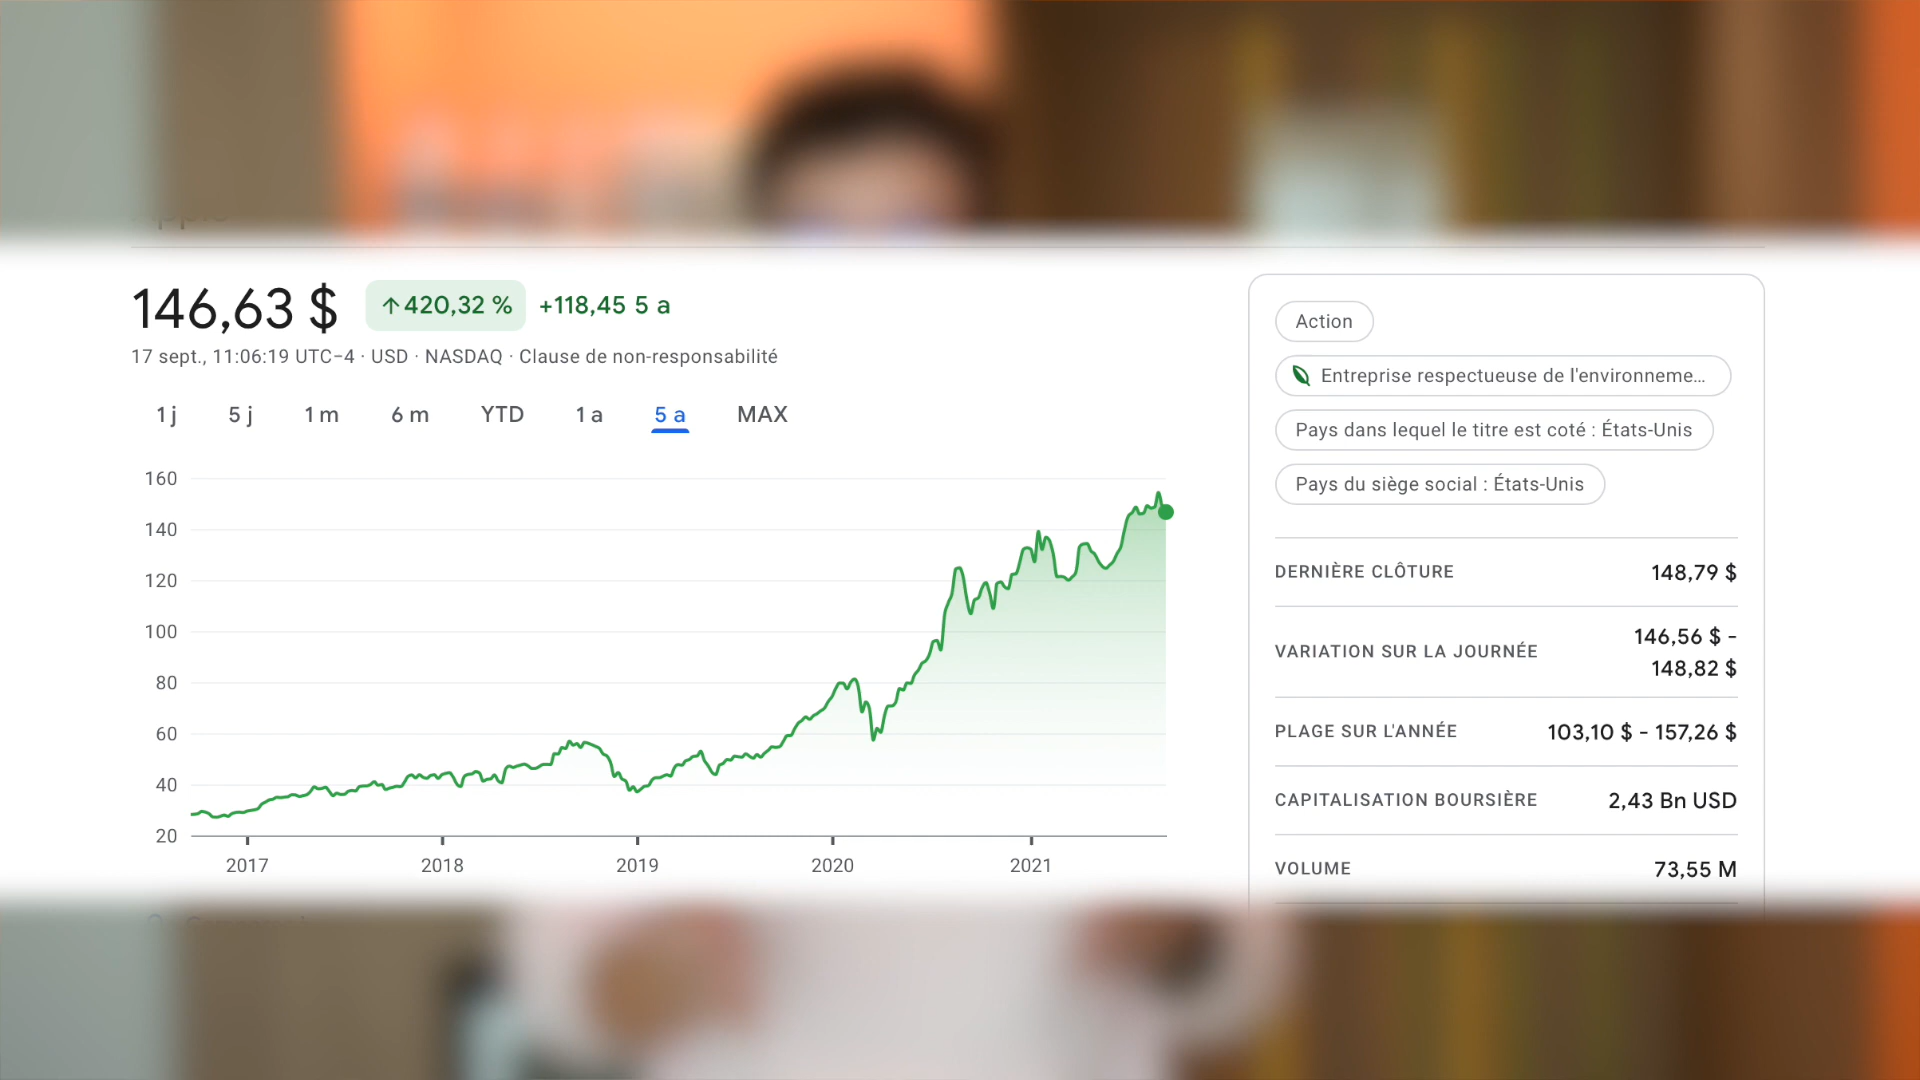 146,63 $ ↑420,32 % +118,45 5 a
17 sept., 11:06:19 UTC−4 · USD · NASDAQ · Clause de non-responsabilité
1 j 5 j 1 m 6 m YTD 1 a 5 a MAX
160
140
120
100
80
60
40
20
2017 2018 2019 2020 2021
Action
Entreprise respectueuse de l'environneme...
Pays dans lequel le titre est coté : États-Unis
Pays du siège social : États-Unis
DERNIÈRE CLÔTURE 148,79 $
VARIATION SUR LA JOURNÉE 146,56 $ -
148,82 $
PLAGE SUR L'ANNÉE 103,10 $ - 157,26 $
CAPITALISATION BOURSIÈRE 2,43 Bn USD
VOLUME 73,55 M